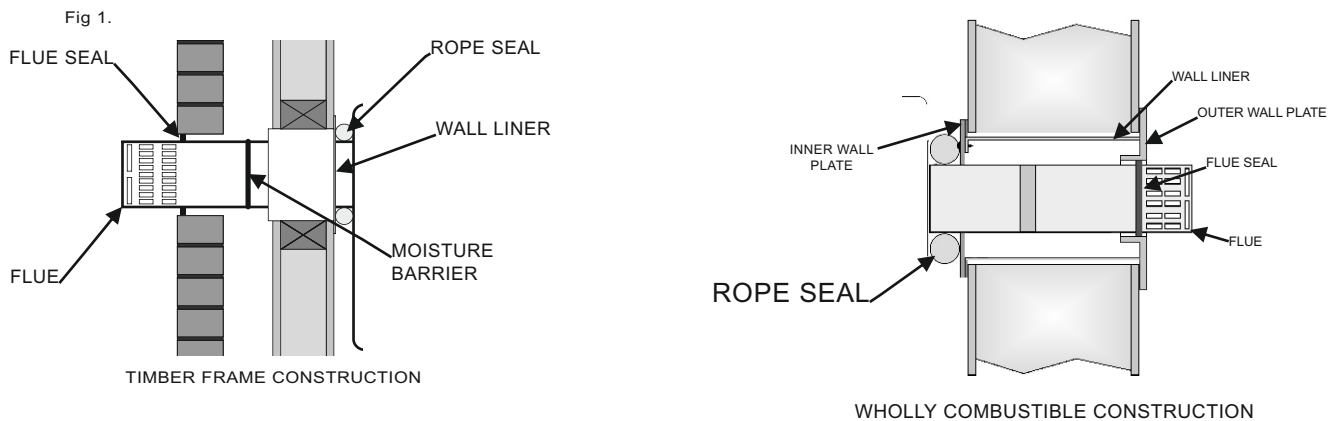 Fig 1.
FLUE SEAL
ROPE SEAL
WALL LINER
MOISTURE
BARRIER
FLUE
TIMBER FRAME CONSTRUCTION
WALL LINER
OUTER WALL PLATE
INNER WALL
PLATE
FLUE SEAL
FLUE
ROPE SEAL
WHOLLY COMBUSTIBLE CONSTRUCTION